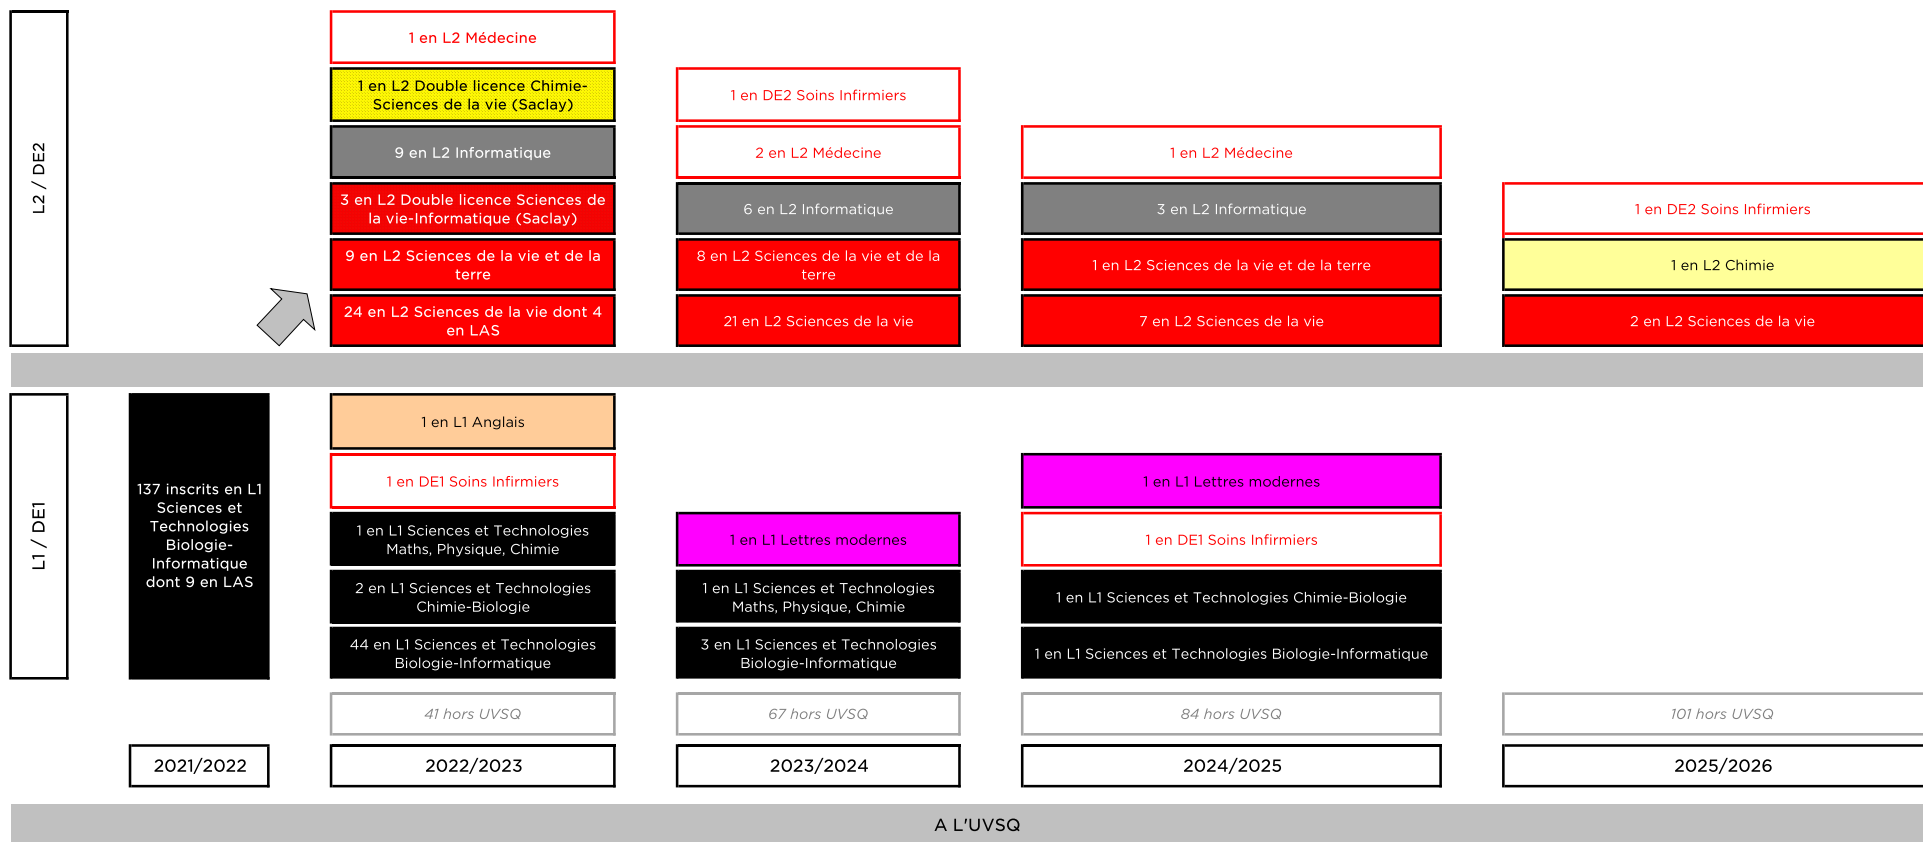 L2 / DE2
1 en L2 Médecine
1 en L2 Double licence Chimie-
Sciences de la vie (Saclay)
9 en L2 Informatique
3 en L2 Double licence Sciences de
la vie-Informatique (Saclay)
9 en L2 Sciences de la vie et de la
terre
24 en L2 Sciences de la vie dont 4
en LAS
1 en DE2 Soins Infirmiers
2 en L2 Médecine
6 en L2 Informatique
8 en L2 Sciences de la vie et de la
terre
21 en L2 Sciences de la vie
1 en L2 Médecine
3 en L2 Informatique
1 en L2 Sciences de la vie et de la terre
7 en L2 Sciences de la vie
1 en DE2 Soins Infirmiers
1 en L2 Chimie
2 en L2 Sciences de la vie
L1 / DE1
137 inscrits en L1
Sciences et
Technologies
Biologie-
Informatique
dont 9 en LAS
1 en L1 Anglais
1 en DE1 Soins Infirmiers
1 en L1 Sciences et Technologies
Maths, Physique, Chimie
2 en L1 Sciences et Technologies
Chimie-Biologie
44 en L1 Sciences et Technologies
Biologie-Informatique
1 en L1 Lettres modernes
1 en L1 Sciences et Technologies
Maths, Physique, Chimie
3 en L1 Sciences et Technologies
Biologie-Informatique
1 en L1 Lettres modernes
1 en DE1 Soins Infirmiers
1 en L1 Sciences et Technologies Chimie-Biologie
1 en L1 Sciences et Technologies Biologie-Informatique
41 hors UVSQ
67 hors UVSQ
84 hors UVSQ
101 hors UVSQ
2021/2022
2022/2023
2023/2024
2024/2025
2025/2026
A L'UVSQ